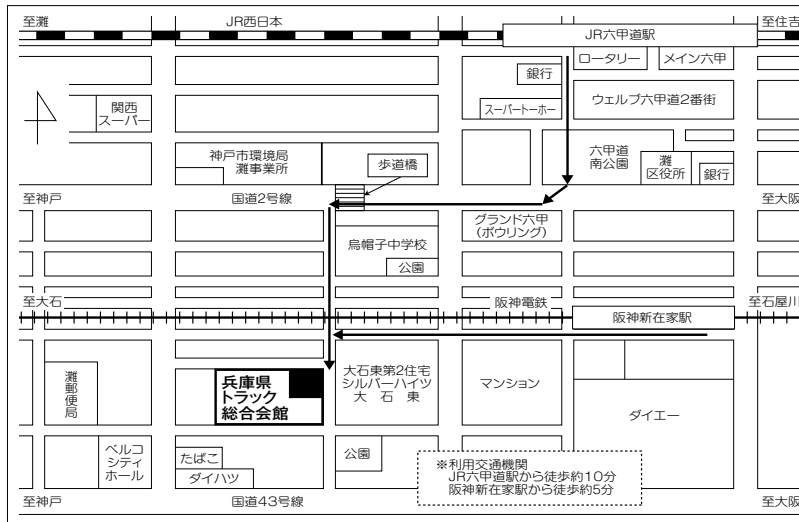 至灘
JR西日本
JR六甲道駅
至住吉
ロータリー
メイン六甲
銀行
関西
スーパー
スーパートーホー
ウェルブ六甲道2番街
神戸市環境局
灘事業所
歩道橋
六甲道
南公園
灘
区役所
銀行
至神戸
国道2号線
至大阪
グランド六甲
(ボウリング)
烏帽子中学校
公園
至大石
阪神電鉄
阪神新在家駅
至石屋川
灘郵便局
兵庫県
トラック
総合会館
大石東第2住宅
シルバーハイツ
大石東
マンション
ダイエー
ベルコ
シティ
ホール
たばこ
ダイハツ
公園
※利用交通機関
JR六甲道駅から徒歩約10分
阪神新在家駅から徒歩約5分
至神戸
国道43号線
至大阪